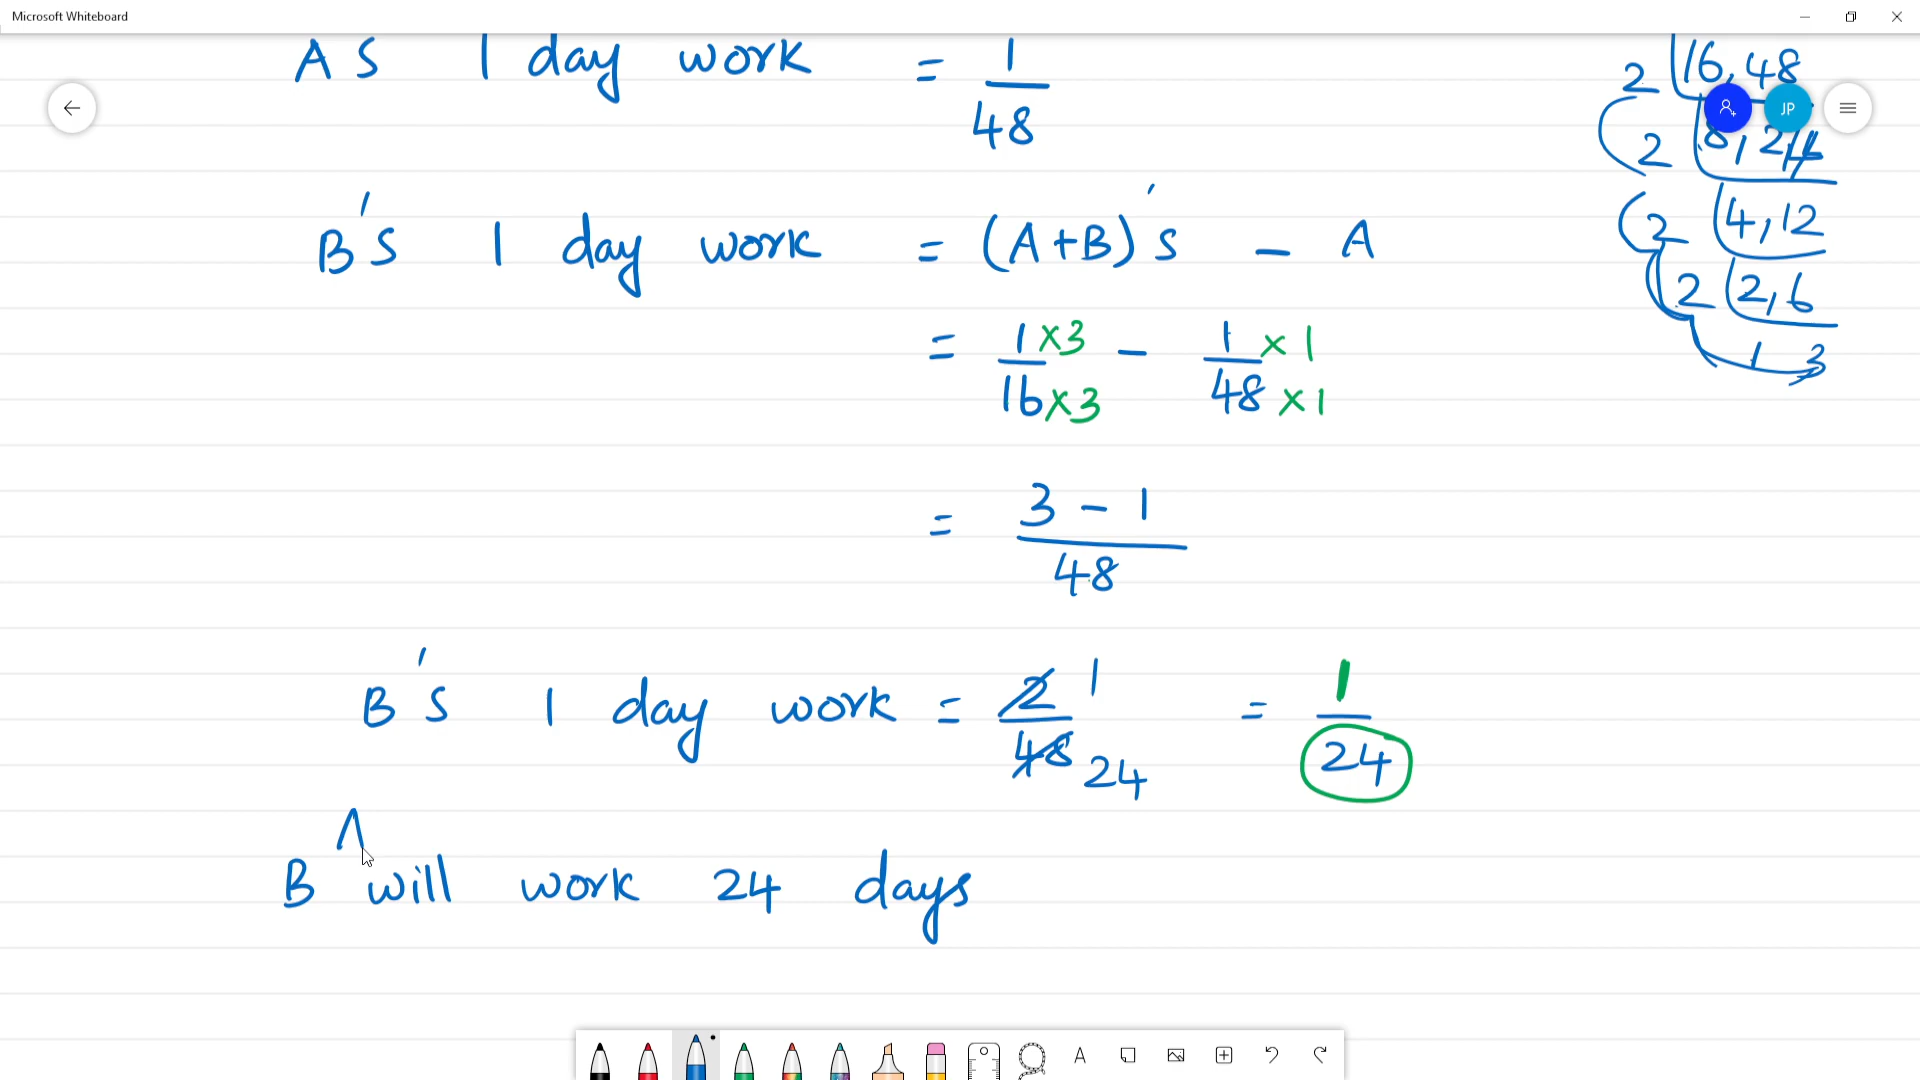 Microsoft Whiteboard
A S 1 day work = 1/48
B's 1 day work = (A+B)'s - A
= 1×3/16×3 - 1×1/48×1
= 3 - 1/48
B's 1 day work = 2/48 1/24 = 1/24
B will work 24 days
2 16,48
JP
2 8,24
2 4,12
2 2,6
1 3
A